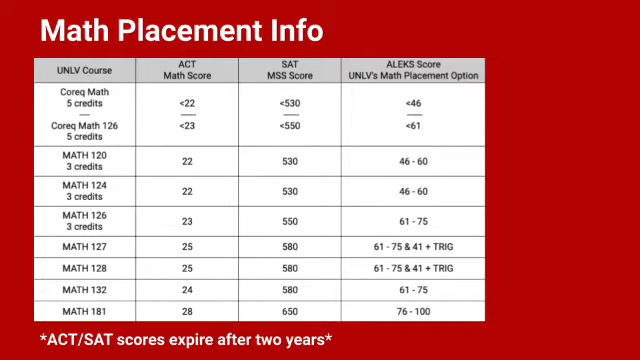 Math Placement Info
UNLV Course
ACT
Math Score
SAT
MSS Score
ALEKS Score
UNLV's Math Placement Option
Coreq Math
5 credits
<22
<530
<46
Coreq Math 126
5 credits
<23
<550
<61
MATH 120
3 credits
22
530
46 - 60
MATH 124
3 credits
22
530
46 - 60
MATH 126
3 credits
23
550
61 - 75
MATH 127
25
580
61 - 75 & 41 + TRIG
MATH 128
25
580
61 - 75 & 41 + TRIG
MATH 132
24
580
61 - 75
MATH 181
28
650
76 - 100
*ACT/SAT scores expire after two years*